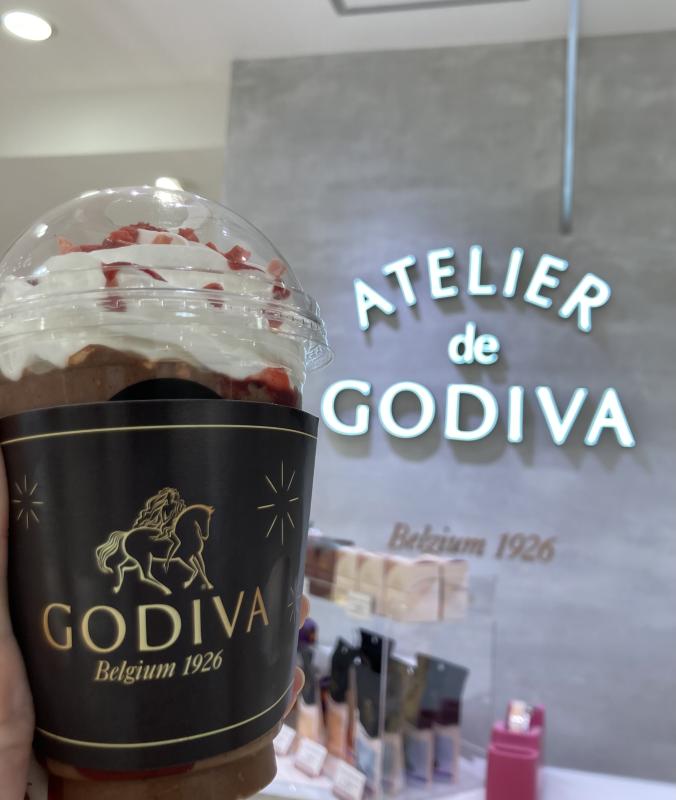 ATELIER
de
GODIVA
Belgium 1926
GODIVA
Belgium 1926